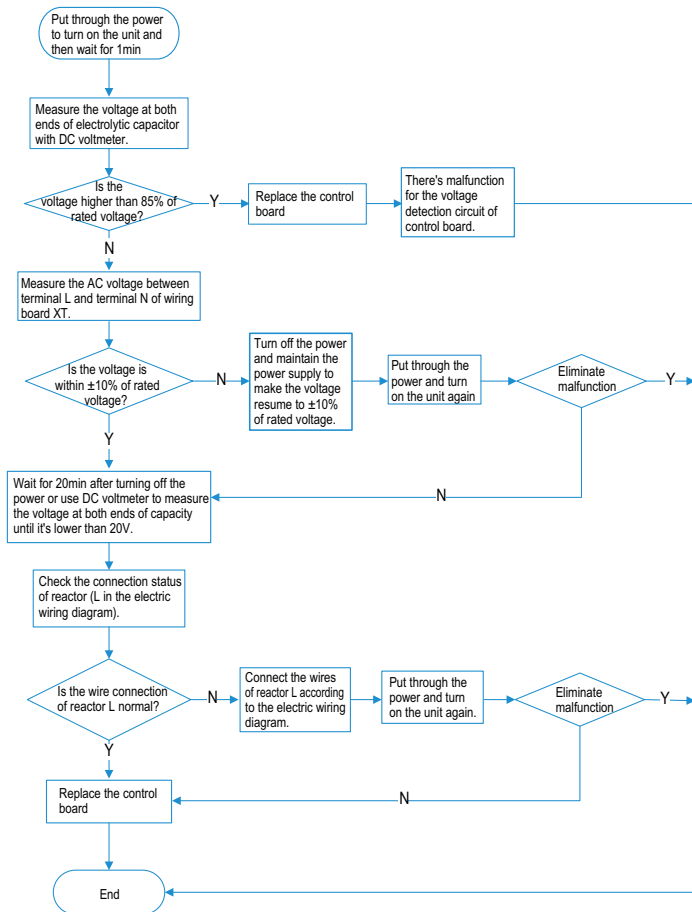 Put through the power
to turn on the unit and
then wait for 1min
Measure the voltage at both
ends of electrolytic capacitor
with DC voltmeter.
Is the
voltage higher than 85% of
rated voltage?
Y
Replace the control
board
There's malfunction
for the voltage
detection circuit of
control board.
N
Measure the AC voltage between
terminal L and terminal N of wiring
board XT.
Is the voltage is
within ±10% of rated
voltage?
N
Turn off the power
and maintain the
power supply to
make the voltage
resume to ±10%
of rated voltage.
Put through the
power and turn
on the unit again
Eliminate
malfunction
Y
Y
N
Wait for 20min after turning off the
power or use DC voltmeter to measure
the voltage at both ends of capacity
until it's lower than 20V.
Check the connection status
of reactor (L in the electric
wiring diagram).
Is the wire connection
of reactor L normal?
N
Connect the wires
of reactor L according
to the electric wiring
diagram.
Put through the
power and turn
on the unit again.
Eliminate
malfunction
Y
Y
N
Replace the control
board
End